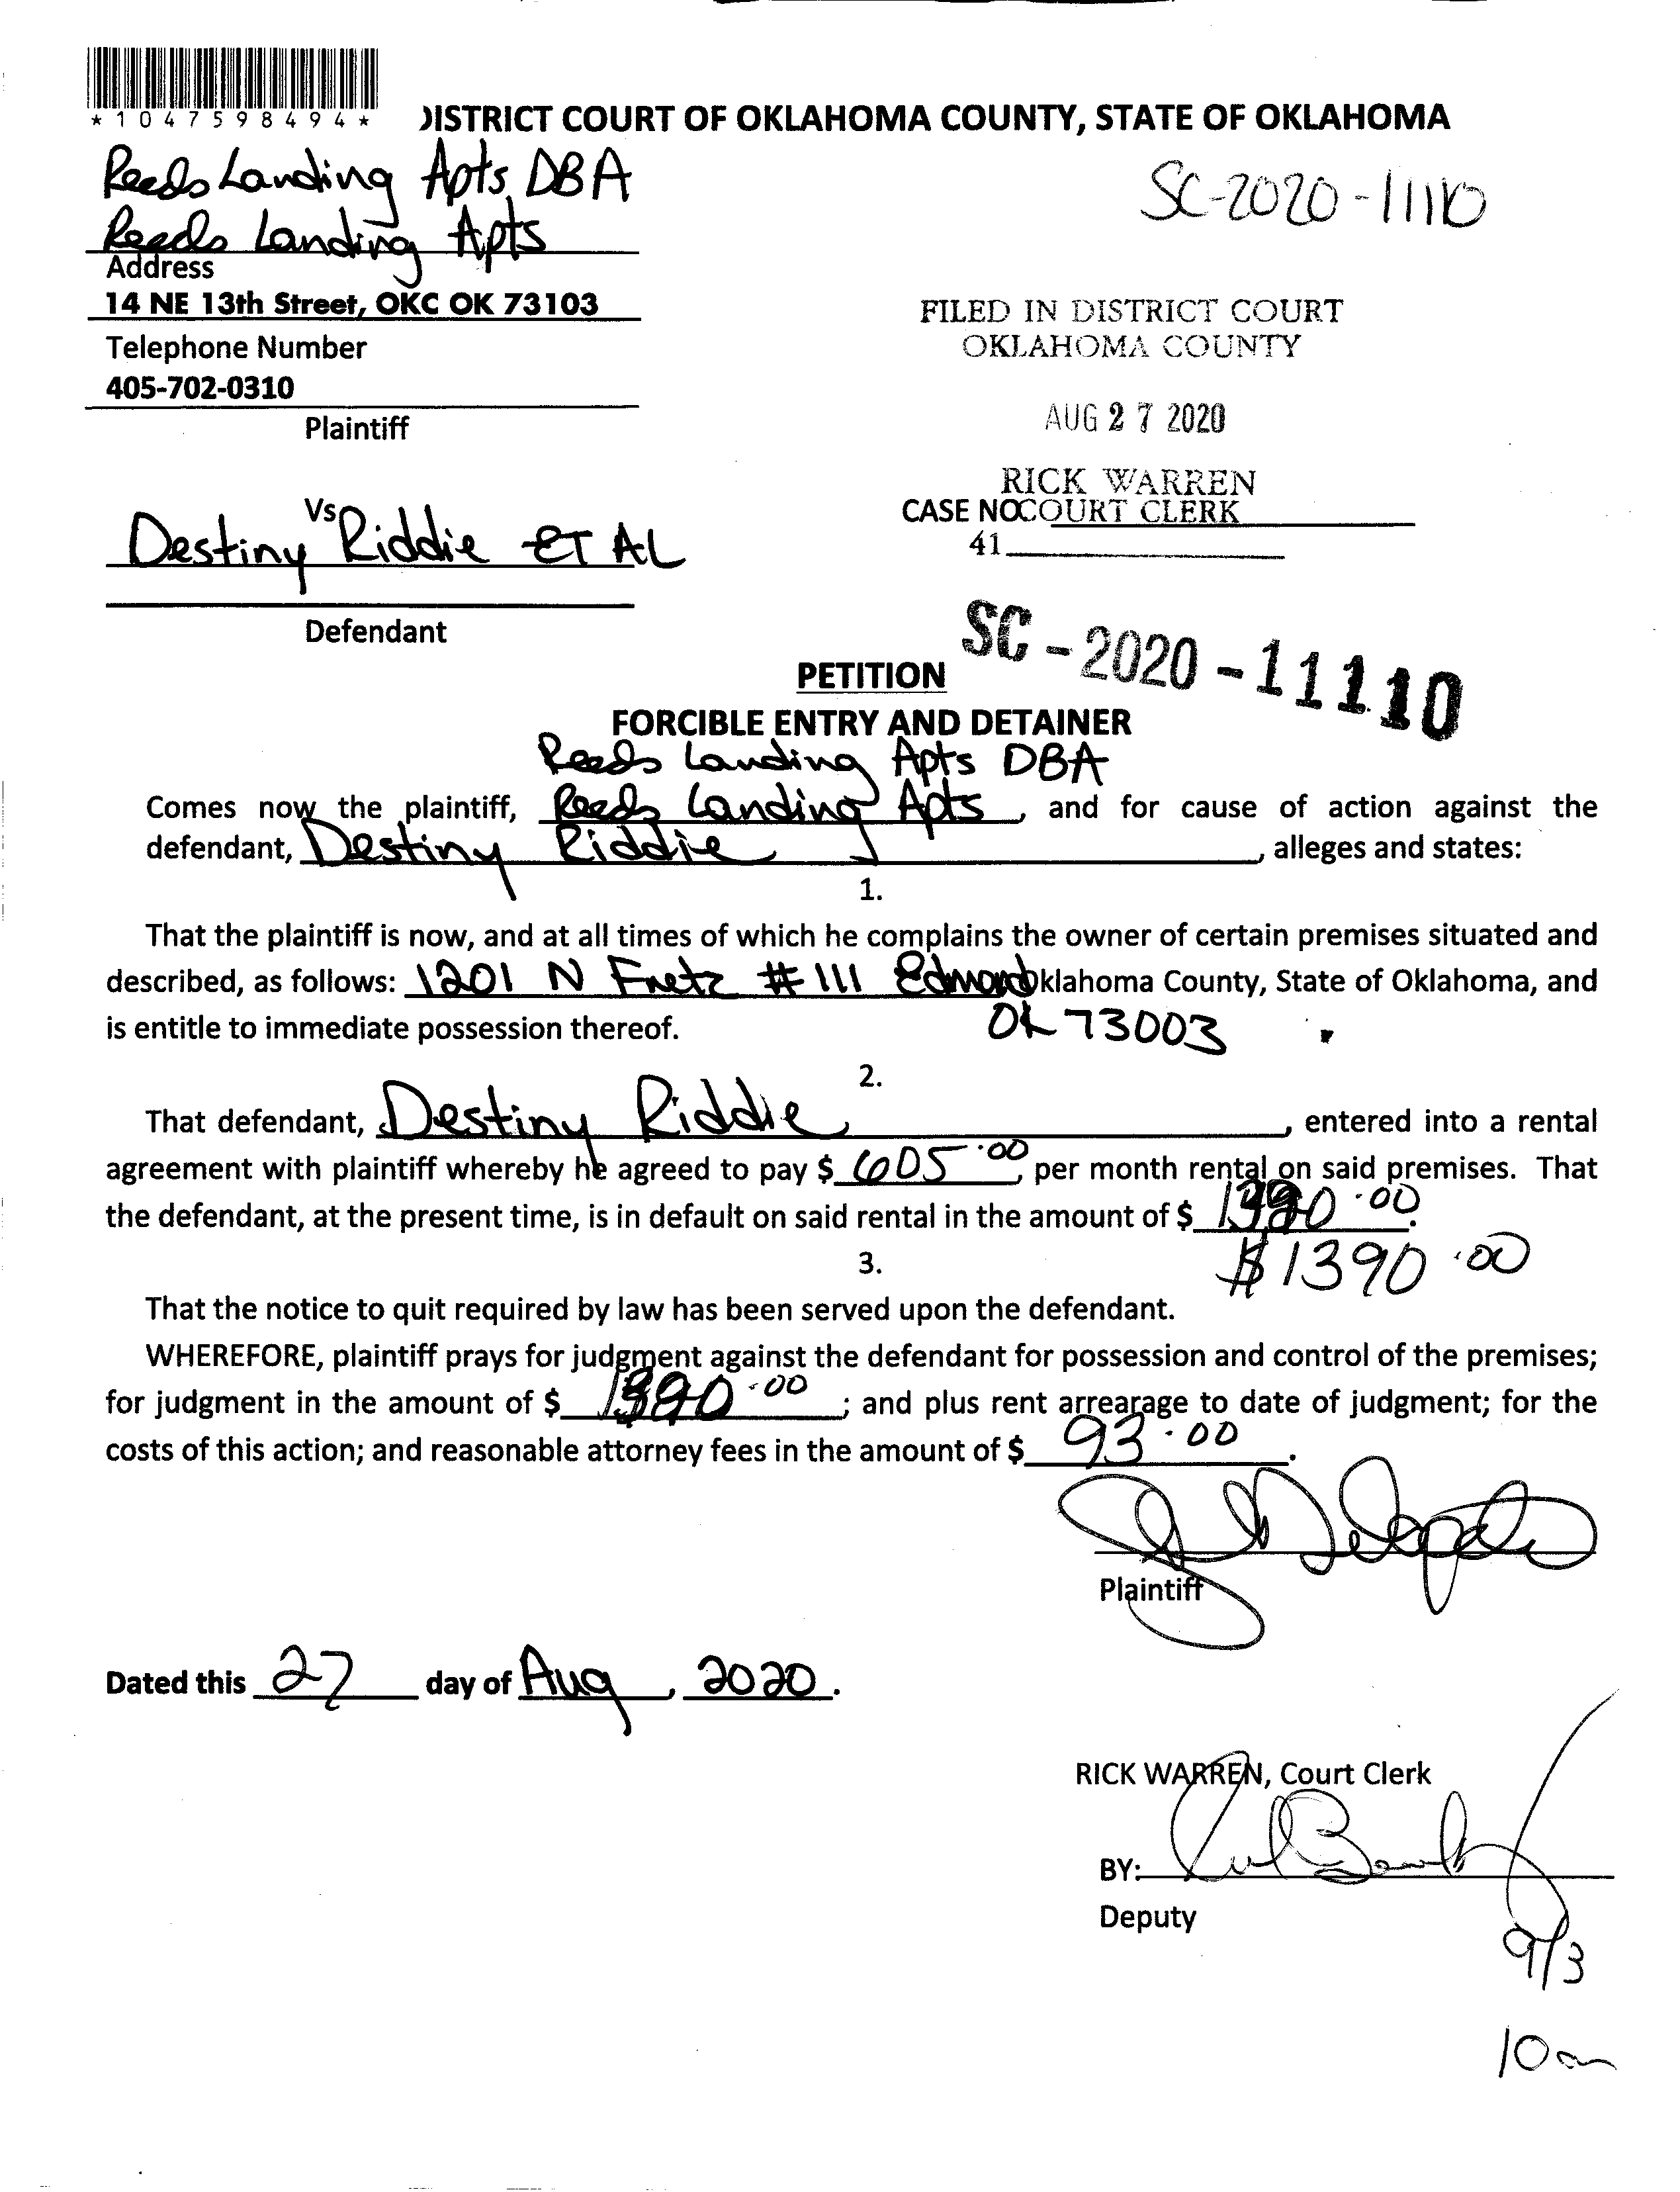 *1047598494*
DISTRICT COURT OF OKLAHOMA COUNTY, STATE OF OKLAHOMA
Reeds Landing Apts DBA
Reeds Landing Apts
SC-2020-11110
Address
14 NE 13th Street, OKC OK 73103
Telephone Number
405-702-0310
Plaintiff
FILED IN DISTRICT COURT
OKLAHOMA COUNTY
AUG 27 2020
RICK WARREN
COURT CLERK
Vs
Destiny Riddie ET AL
CASE NO
41
Defendant
SC-2020-11110
PETITION
FORCIBLE ENTRY AND DETAINER
Reeds Landing Apts DBA
Comes now the plaintiff, Reeds Landing Apts, and for cause of action against the
defendant, Destiny Riddie, alleges and states:
1.
That the plaintiff is now, and at all times of which he complains the owner of certain premises situated and
described, as follows: 1201 N Fretz #111 Edmond Oklahoma County, State of Oklahoma, and
is entitle to immediate possession thereof. OK 73003
2.
That defendant, Destiny Riddie, entered into a rental
agreement with plaintiff whereby he agreed to pay $ 605.00, per month rental on said premises. That
the defendant, at the present time, is in default on said rental in the amount of $ 1390.00.
$1390.00
3.
That the notice to quit required by law has been served upon the defendant.
WHEREFORE, plaintiff prays for judgment against the defendant for possession and control of the premises;
for judgment in the amount of $ 1390.00; and plus rent arrearage to date of judgment; for the
costs of this action; and reasonable attorney fees in the amount of $ 93.00.
Plaintiff
Dated this 27 day of Aug, 2020.
RICK WARREN, Court Clerk
BY:
Deputy
9/3
10am